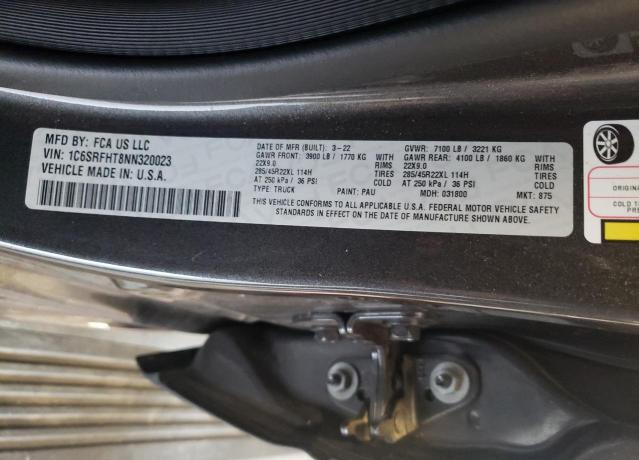 MFD BY: FCA US LLC
VIN: 1C6SRFHT8NN320023
VEHICLE MADE IN: U.S.A.
DATE OF MFR (BUILT): 3-22
GAWR FRONT: 3900 LB / 1770 KG WITH
22X9.0 RIMS
285/45R22XL 114H TIRES
AT 250 kPa / 36 PSI COLD
TYPE: TRUCK PAINT: PAU
GVWR: 7100 LB / 3221 KG
GAWR REAR: 4100 LB / 1860 KG WITH
22X9.0 RIMS
285/45R22XL 114H TIRES
AT 250 kPa / 36 PSI COLD
MDH: 031800 MKT: 875
THIS VEHICLE CONFORMS TO ALL APPLICABLE U.S.A. FEDERAL MOTOR VEHICLE SAFETY
STANDARDS IN EFFECT ON THE DATE OF MANUFACTURE SHOWN ABOVE.
ORIGIN
COLD